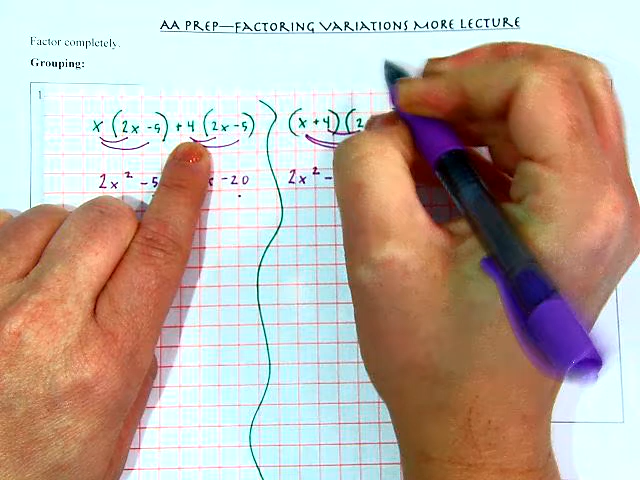 AA PREP—FACTORING VARIATIONS MORE LECTURE
Factor completely.
Grouping:
1
x (2x - 5) + 4 (2x - 5) (x + 4) (2
2x² - 5 - 20 2x² -